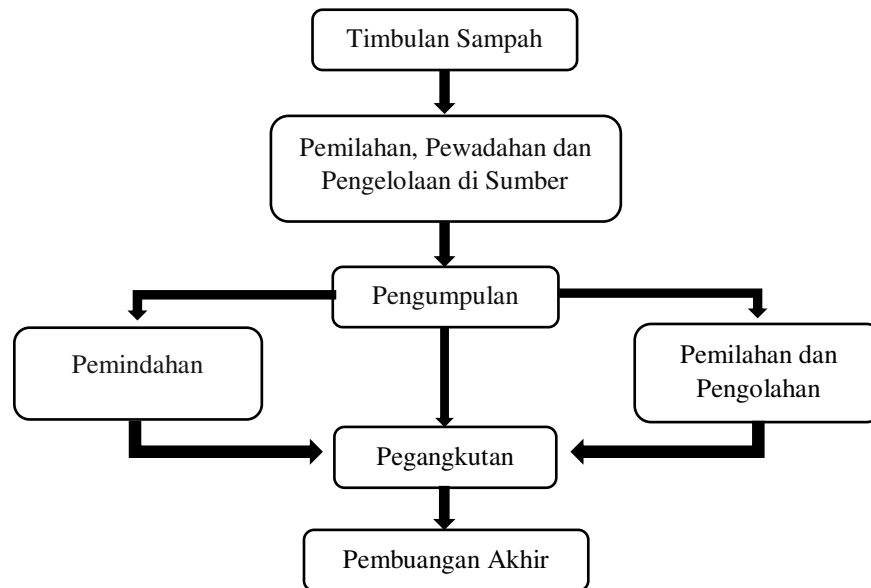 Timbulan Sampah
Pemilahan, Pewadahan dan
Pengelolaan di Sumber
Pengumpulan
Pemindahan
Pemilahan dan
Pengolahan
Pegangkutan
Pembuangan Akhir